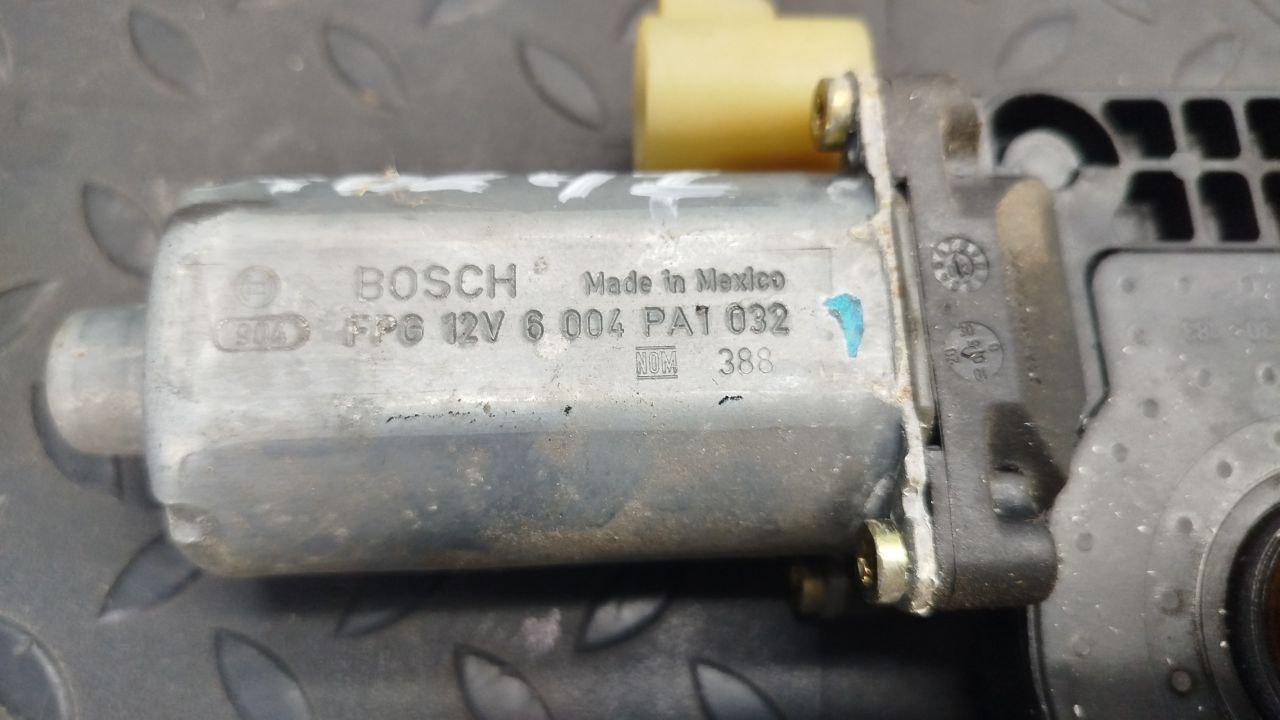 BOSCH Made in Mexico
904 FPG 12V 6 004 PA1 032
NOM 388